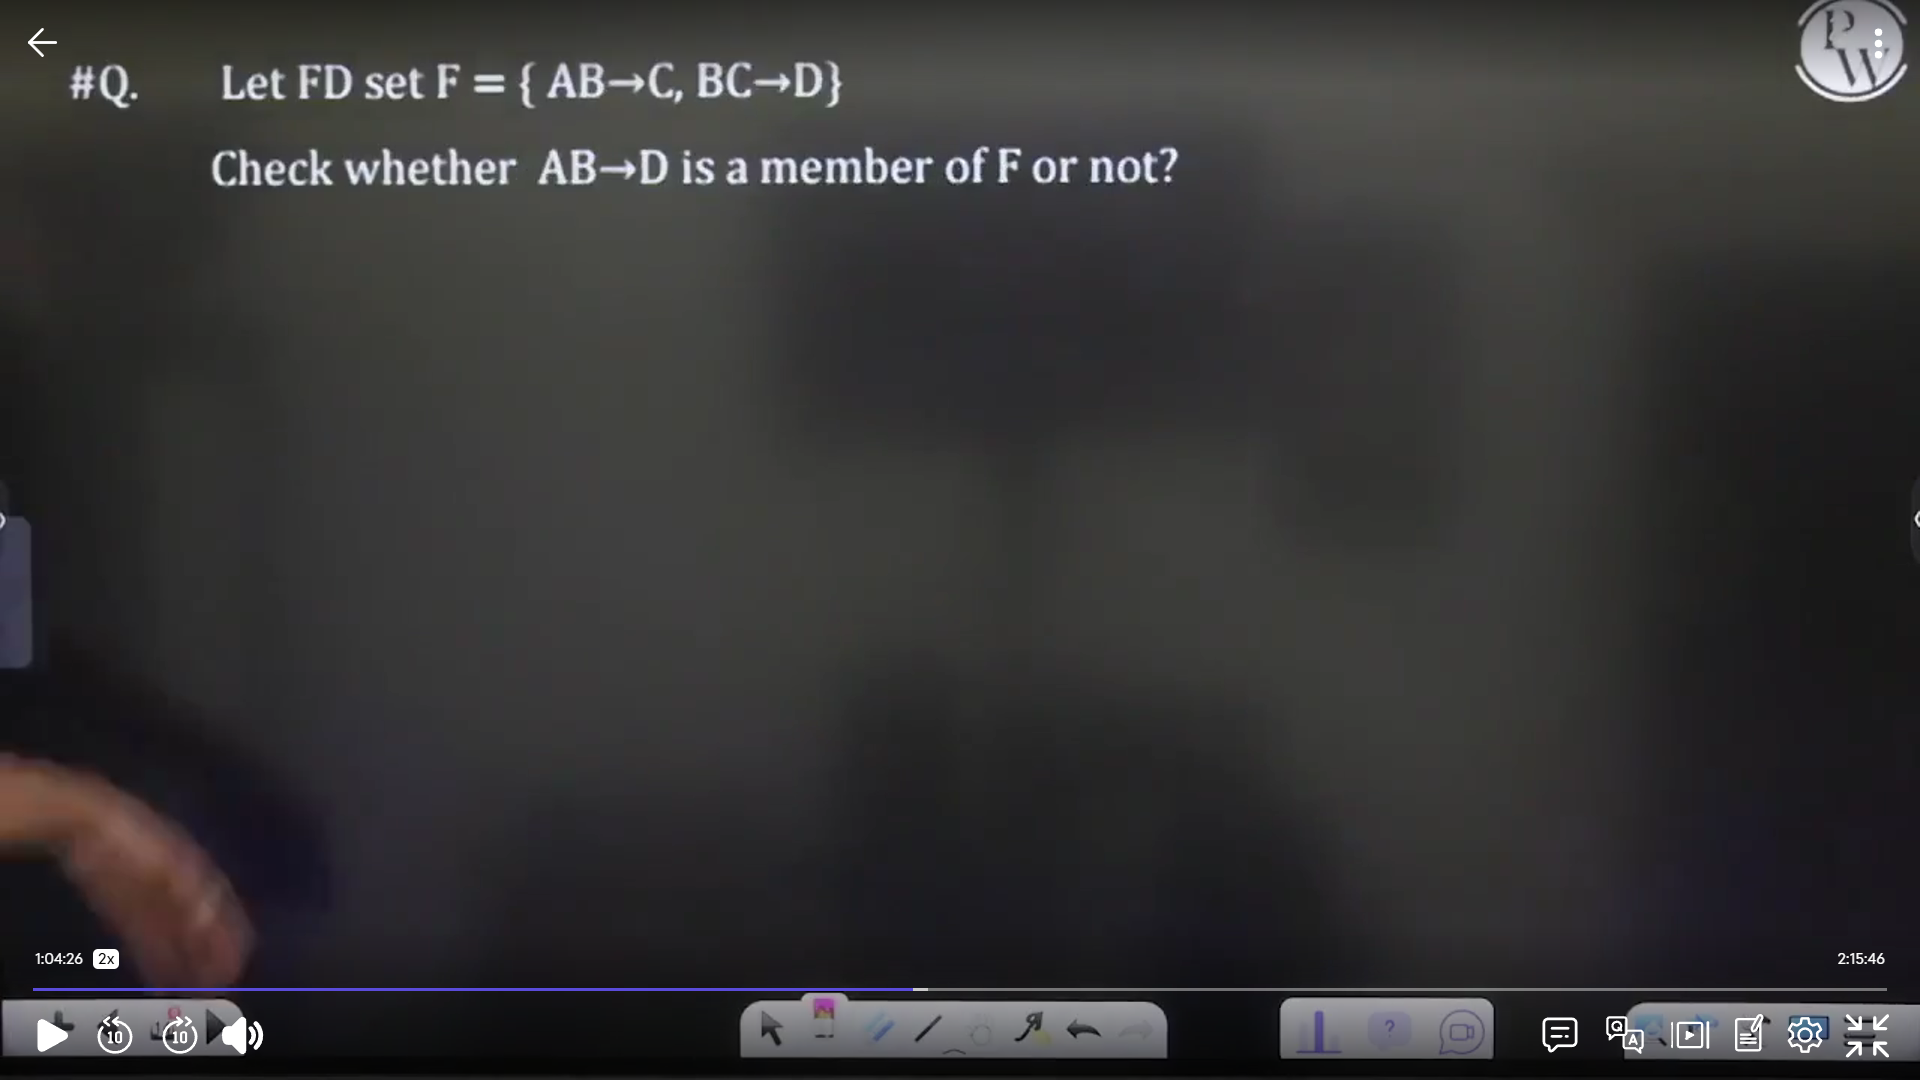 P
W
#Q. Let FD set F = { AB→C, BC→D}
Check whether AB→D is a member of F or not?
1:04:26 2x
2:15:46
10 10
?
Q A